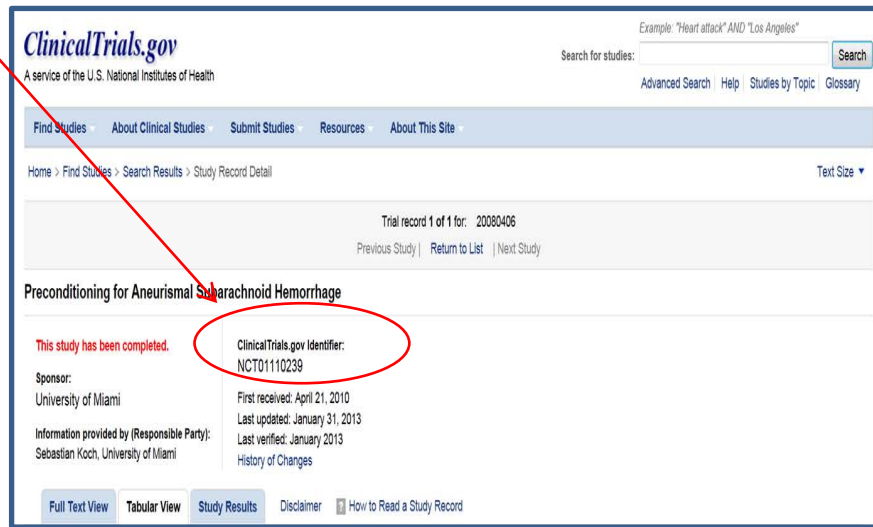 Example: "Heart attack" AND "Los Angeles"
ClinicalTrials.gov
Search for studies: Search
A service of the U.S. National Institutes of Health
Advanced Search | Help | Studies by Topic | Glossary
Find Studies About Clinical Studies Submit Studies Resources About This Site
Home > Find Studies > Search Results > Study Record Detail Text Size ▼
Trial record 1 of 1 for: 20080406
Previous Study | Return to List | Next Study
Preconditioning for Aneurismal Subarachnoid Hemorrhage
This study has been completed.
Sponsor:
University of Miami
Information provided by (Responsible Party):
Sebastian Koch, University of Miami
ClinicalTrials.gov Identifier:
NCT01110239
First received: April 21, 2010
Last updated: January 31, 2013
Last verified: January 2013
History of Changes
Full Text View Tabular View Study Results Disclaimer ? How to Read a Study Record